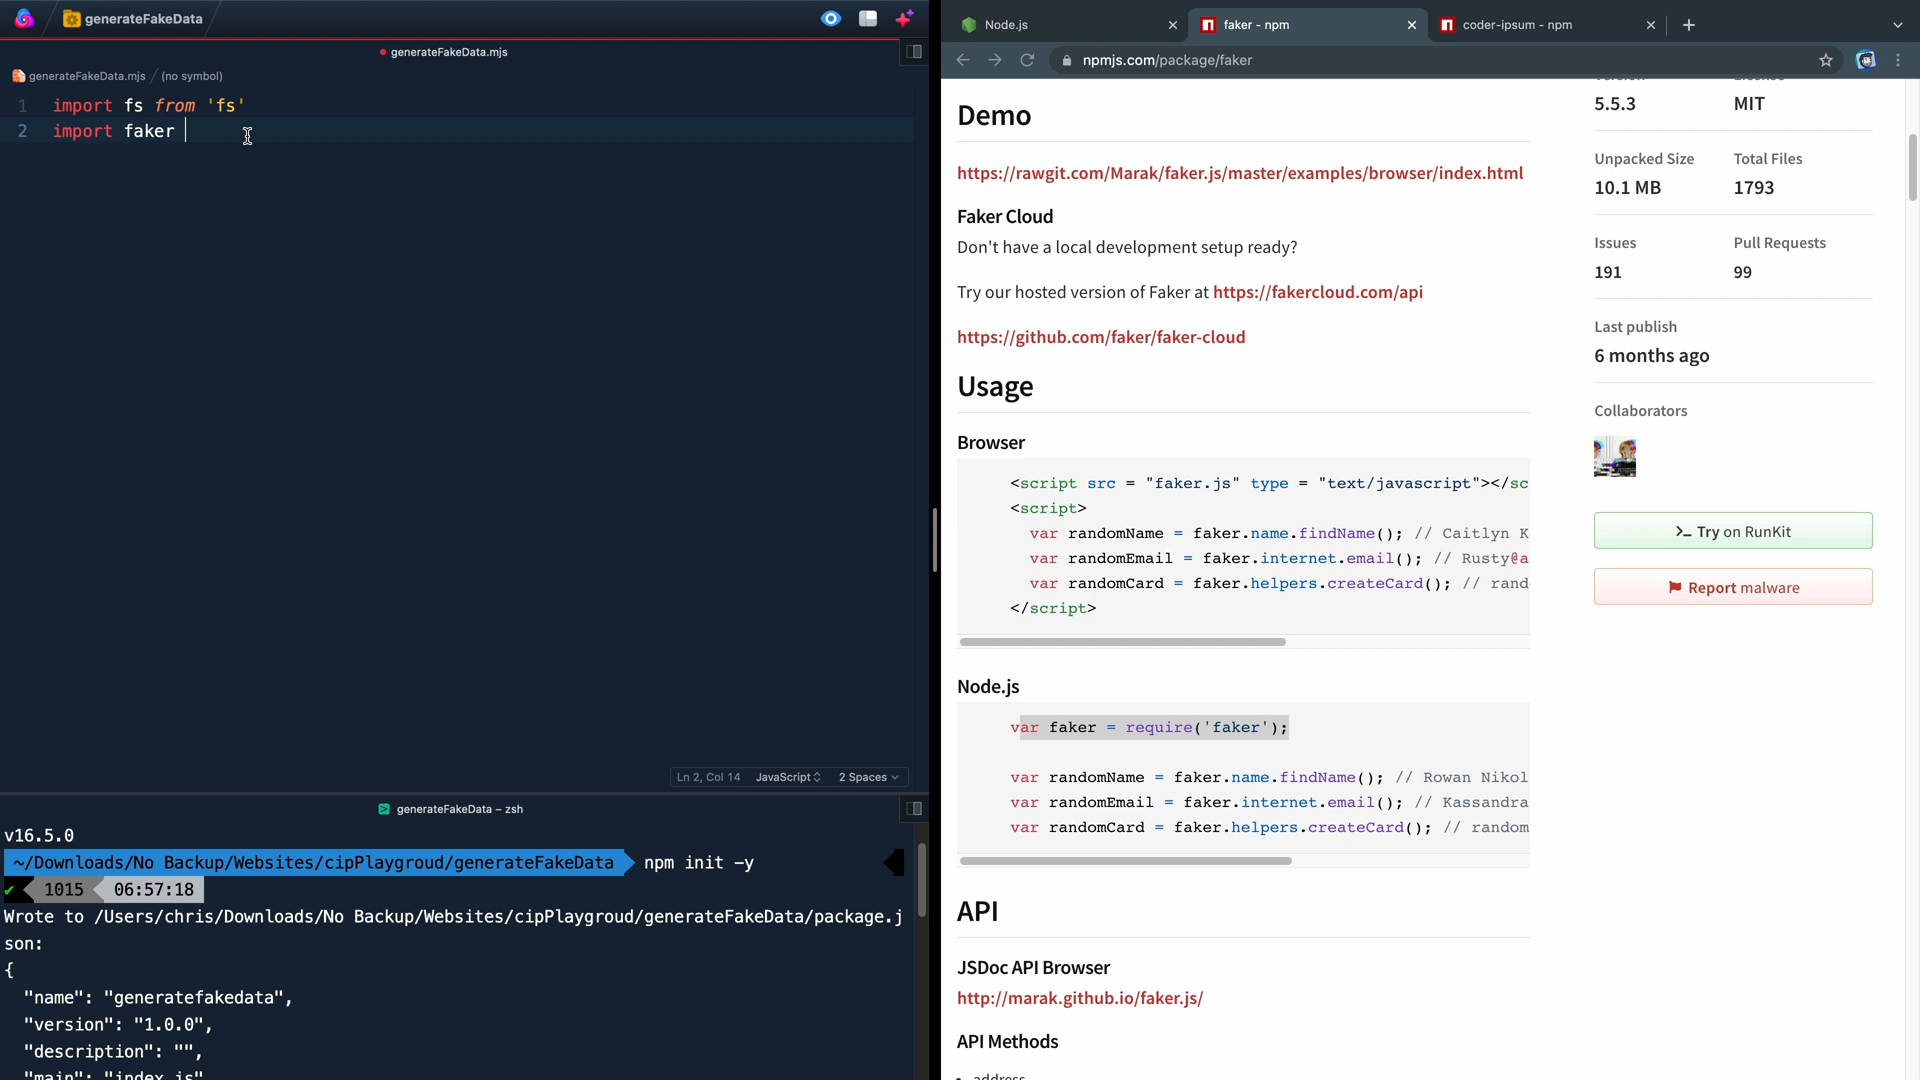 generateFakeData
generateFakeData.mjs
generateFakeData.mjs / (no symbol)
1 import fs from 'fs'
2 import faker
Ln 2, Col 14 JavaScript 2 Spaces
generateFakeData – zsh
v16.5.0
~/Downloads/No Backup/Websites/cipPlaygroud/generateFakeData npm init -y
✔ 1015 06:57:18
Wrote to /Users/chris/Downloads/No Backup/Websites/cipPlaygroud/generateFakeData/package.j
son:
{
"name": "generatefakedata",
"version": "1.0.0",
"description": "",
"main": "index.js"
Node.js
faker - npm
coder-ipsum - npm
npmjs.com/package/faker
Demo
https://rawgit.com/Marak/faker.js/master/examples/browser/index.html
Faker Cloud
Don't have a local development setup ready?
Try our hosted version of Faker at https://fakercloud.com/api
https://github.com/faker/faker-cloud
Usage
Browser
<script src = "faker.js" type = "text/javascript"></sc
<script>
var randomName = faker.name.findName(); // Caitlyn K
var randomEmail = faker.internet.email(); // Rusty@a
var randomCard = faker.helpers.createCard(); // rand
</script>
Node.js
var faker = require('faker');
var randomName = faker.name.findName(); // Rowan Nikol
var randomEmail = faker.internet.email(); // Kassandra
var randomCard = faker.helpers.createCard(); // random
API
JSDoc API Browser
http://marak.github.io/faker.js/
API Methods
address
5.5.3 MIT
Unpacked Size Total Files
10.1 MB 1793
Issues Pull Requests
191 99
Last publish
6 months ago
Collaborators
>_ Try on RunKit
Report malware